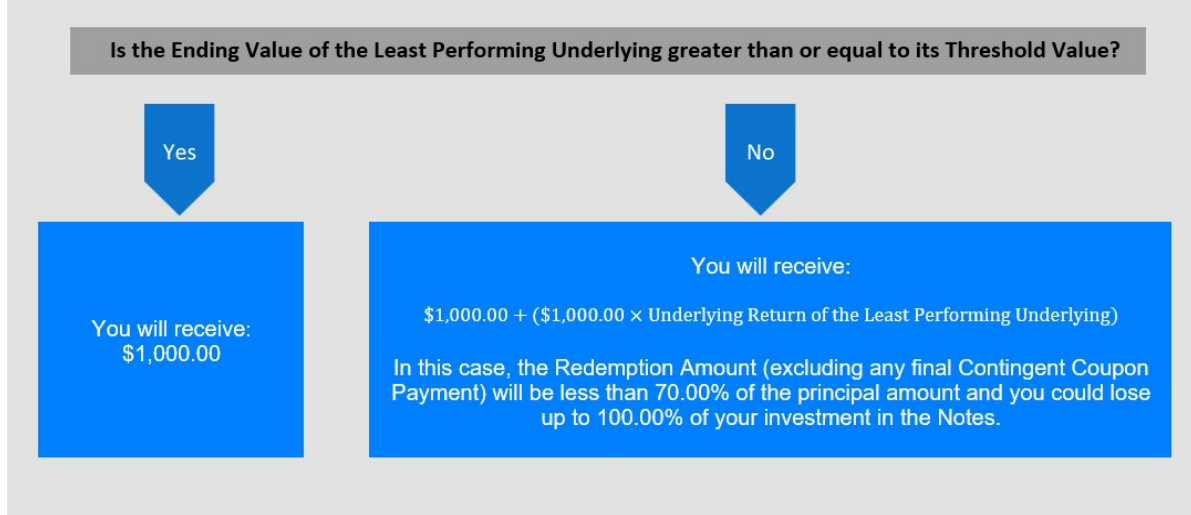 Is the Ending Value of the Least Performing Underlying greater than or equal to its Threshold Value?
Yes
No
You will receive:
$1,000.00
You will receive:
$1,000.00 + ($1,000.00 × Underlying Return of the Least Performing Underlying)
In this case, the Redemption Amount (excluding any final Contingent Coupon
Payment) will be less than 70.00% of the principal amount and you could lose
up to 100.00% of your investment in the Notes.